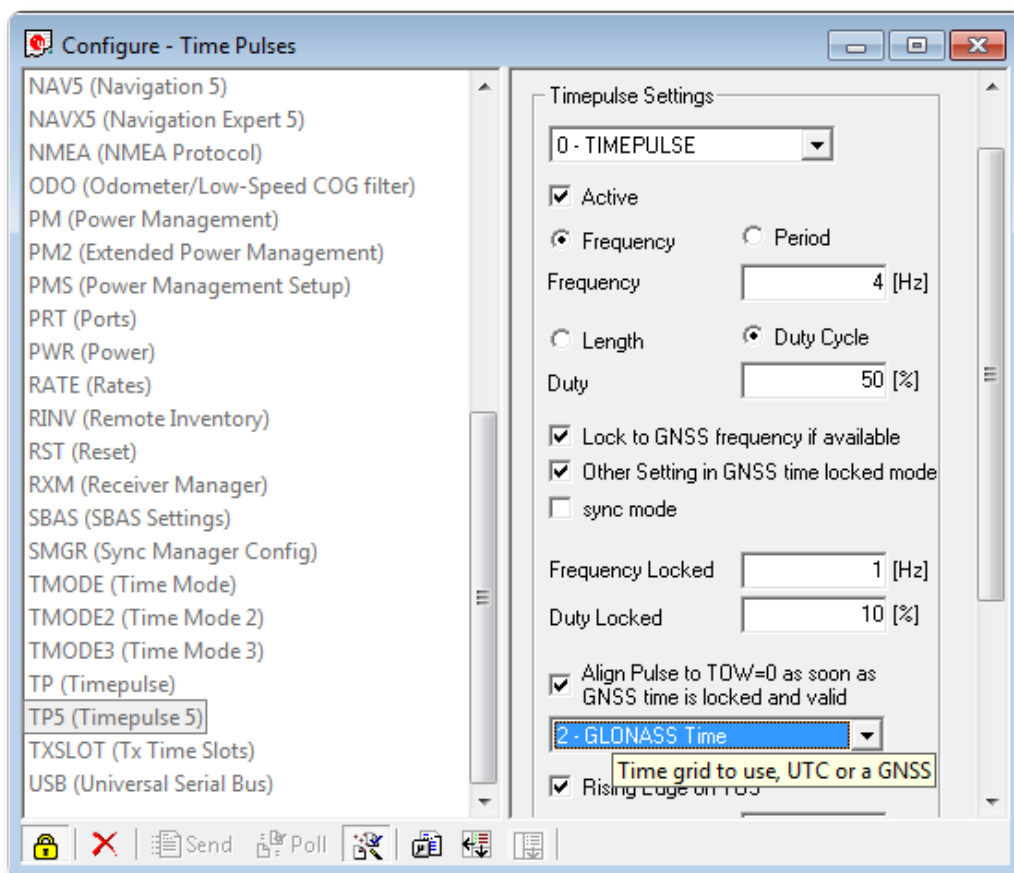 Configure - Time Pulses
NAV5 (Navigation 5)
NAVX5 (Navigation Expert 5)
NMEA (NMEA Protocol)
ODO (Odometer/Low-Speed COG filter)
PM (Power Management)
PM2 (Extended Power Management)
PMS (Power Management Setup)
PRT (Ports)
PWR (Power)
RATE (Rates)
RINV (Remote Inventory)
RST (Reset)
RXM (Receiver Manager)
SBAS (SBAS Settings)
SMGR (Sync Manager Config)
TMODE (Time Mode)
TMODE2 (Time Mode 2)
TMODE3 (Time Mode 3)
TP (Timepulse)
TP5 (Timepulse 5)
TXSLOT (Tx Time Slots)
USB (Universal Serial Bus)
Timepulse Settings
0 - TIMEPULSE
Active
Frequency Period
Frequency 4 [Hz]
Length Duty Cycle
Duty 50 [%]
Lock to GNSS frequency if available
Other Setting in GNSS time locked mode
sync mode
Frequency Locked 1 [Hz]
Duty Locked 10 [%]
Align Pulse to TOW=0 as soon as
GNSS time is locked and valid
2 - GLONASS Time
Time grid to use, UTC or a GNSS
Rising Edge on
Send Poll